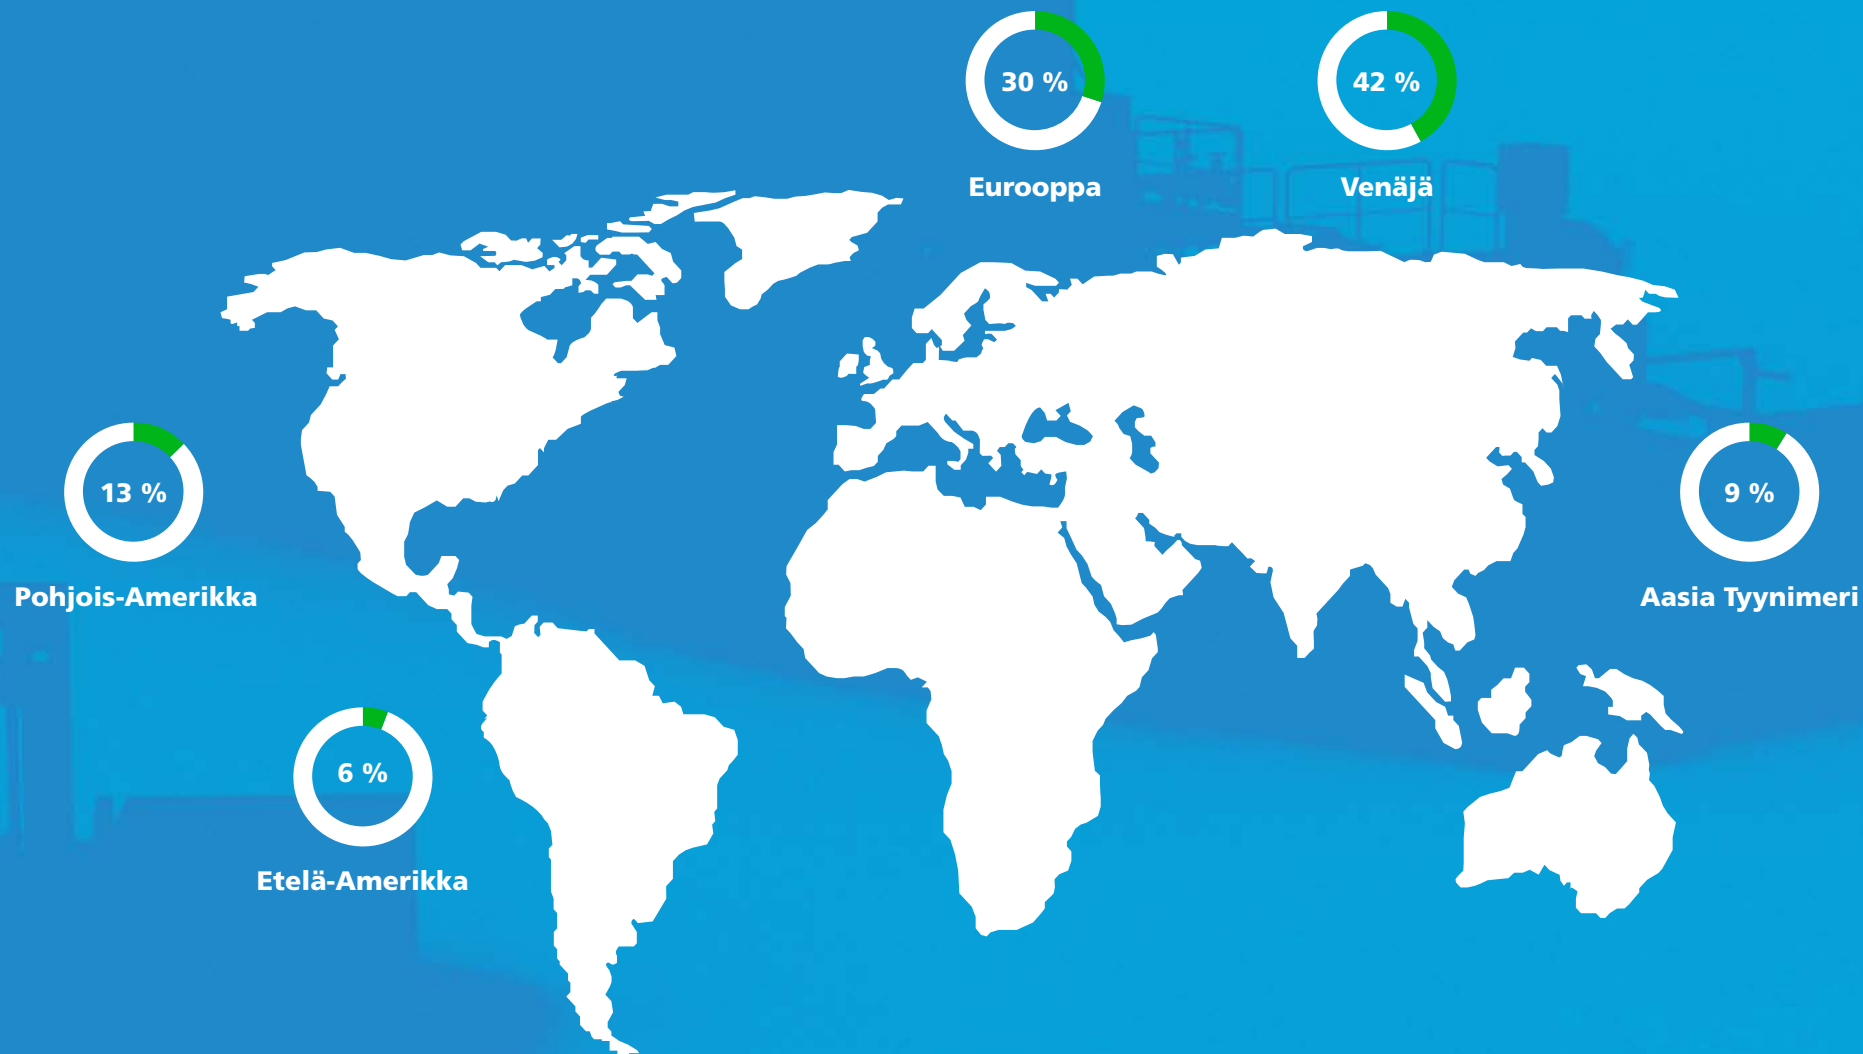 30 %
Eurooppa
42 %
Venäjä
13 %
Pohjois-Amerikka
9 %
Aasia Tyynimeri
6 %
Etelä-Amerikka